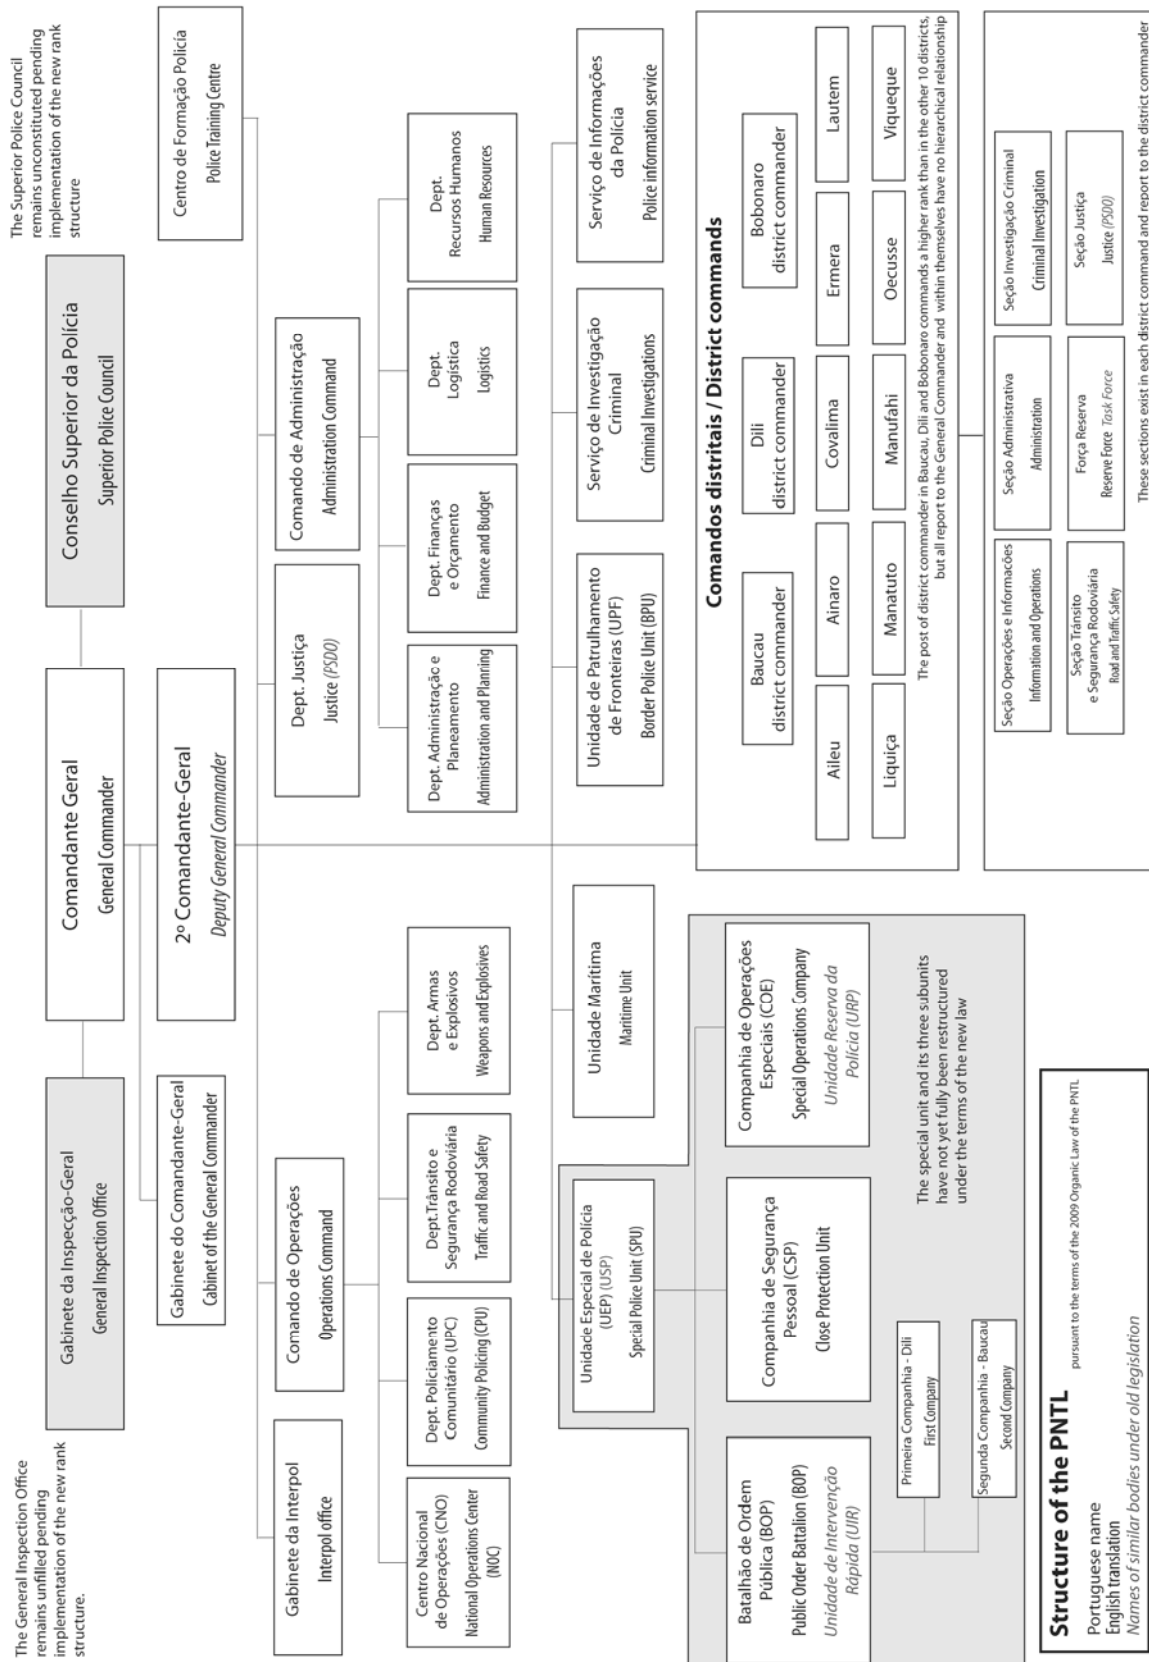 The General Inspection Office
remains unfilled pending
implementation of the new rank
structure.
Gabinete da Inspecção-Geral
General Inspection Office
Comandante Geral
General Commander
Conselho Superior da Polícia
Superior Police Council
The Superior Police Council
remains unconstituted pending
implementation of the new rank
structure
Gabinete do Comandante-Geral
Cabinet of the General Commander
2º Comandante-Geral
Deputy General Commander
Centro de Formação Polícia
Police Training Centre
Gabinete da Interpol
Interpol office
Comando de Operações
Operations Command
Dept. Justiça
Justice (PSDO)
Comando de Administração
Administration Command
Centro Nacional
de Operações (CNO)
National Operations Center
(NOC)
Dept. Policiamento
Comunitário (UPC)
Community Policing (CPU)
Dept.Trânsito e
Segurança Rodoviária
Traffic and Road Safety
Dept. Armas
e Explosivos
Weapons and Explosives
Dept. Administração e
Planeamento
Administration and Planning
Dept. Finanças
e Orçamento
Finance and Budget
Dept.
Logística
Logistics
Dept.
Recursos Humanos
Human Resources
Unidade Especial de Polícia
(UEP) (USP)
Special Police Unit (SPU)
Unidade Marítima
Maritime Unit
Unidade de Patrulhamento
de Fronteiras (UPF)
Border Police Unit (BPU)
Serviço de Investigação
Criminal
Criminal Investigations
Serviço de Informações
da Polícia
Police information service
Batalhão de Ordem
Pública (BOP)
Public Order Battalion (BOP)
Unidade de Intervenção
Rápida (UIR)
Companhia de Segurança
Pessoal (CSP)
Close Protection Unit
Companhia de Operações
Especiais (COE)
Special Operations Company
Unidade Reserva da
Polícia (URP)
Primeira Companhia - Dili
First Company
Segunda Companhia - Baucau
Second Company
The special unit and its three subunits
have not yet fully been restructured
under the terms of the new law
Comandos distritais / District commands
Baucau
district commander
Dili
district commander
Bobonaro
district commander
Aileu
Ainaro
Covalima
Ermera
Lautem
Liquiça
Manatuto
Manufahi
Oecusse
Viqueque
The post of district commander in Baucau, Dili and Bobonaro commands a higher rank than in the other 10 districts,
but all report to the General Commander and within themselves have no hierarchical relationship
Seção Operações e Informacões
Information and Operations
Seção Administrativa
Administration
Seção Investigação Criminal
Criminal Investigation
Seção Trânsito
e Segurança Rodoviária
Road and Traffic Safety
Força Reserva
Reserve Force Task Force
Seção Justiça
Justice (PSDO)
These sections exist in each district command and report to the district commander
Structure of the PNTL pursuant to the terms of the 2009 Organic Law of the PNTL
Portuguese name
English translation
Names of similar bodies under old legislation